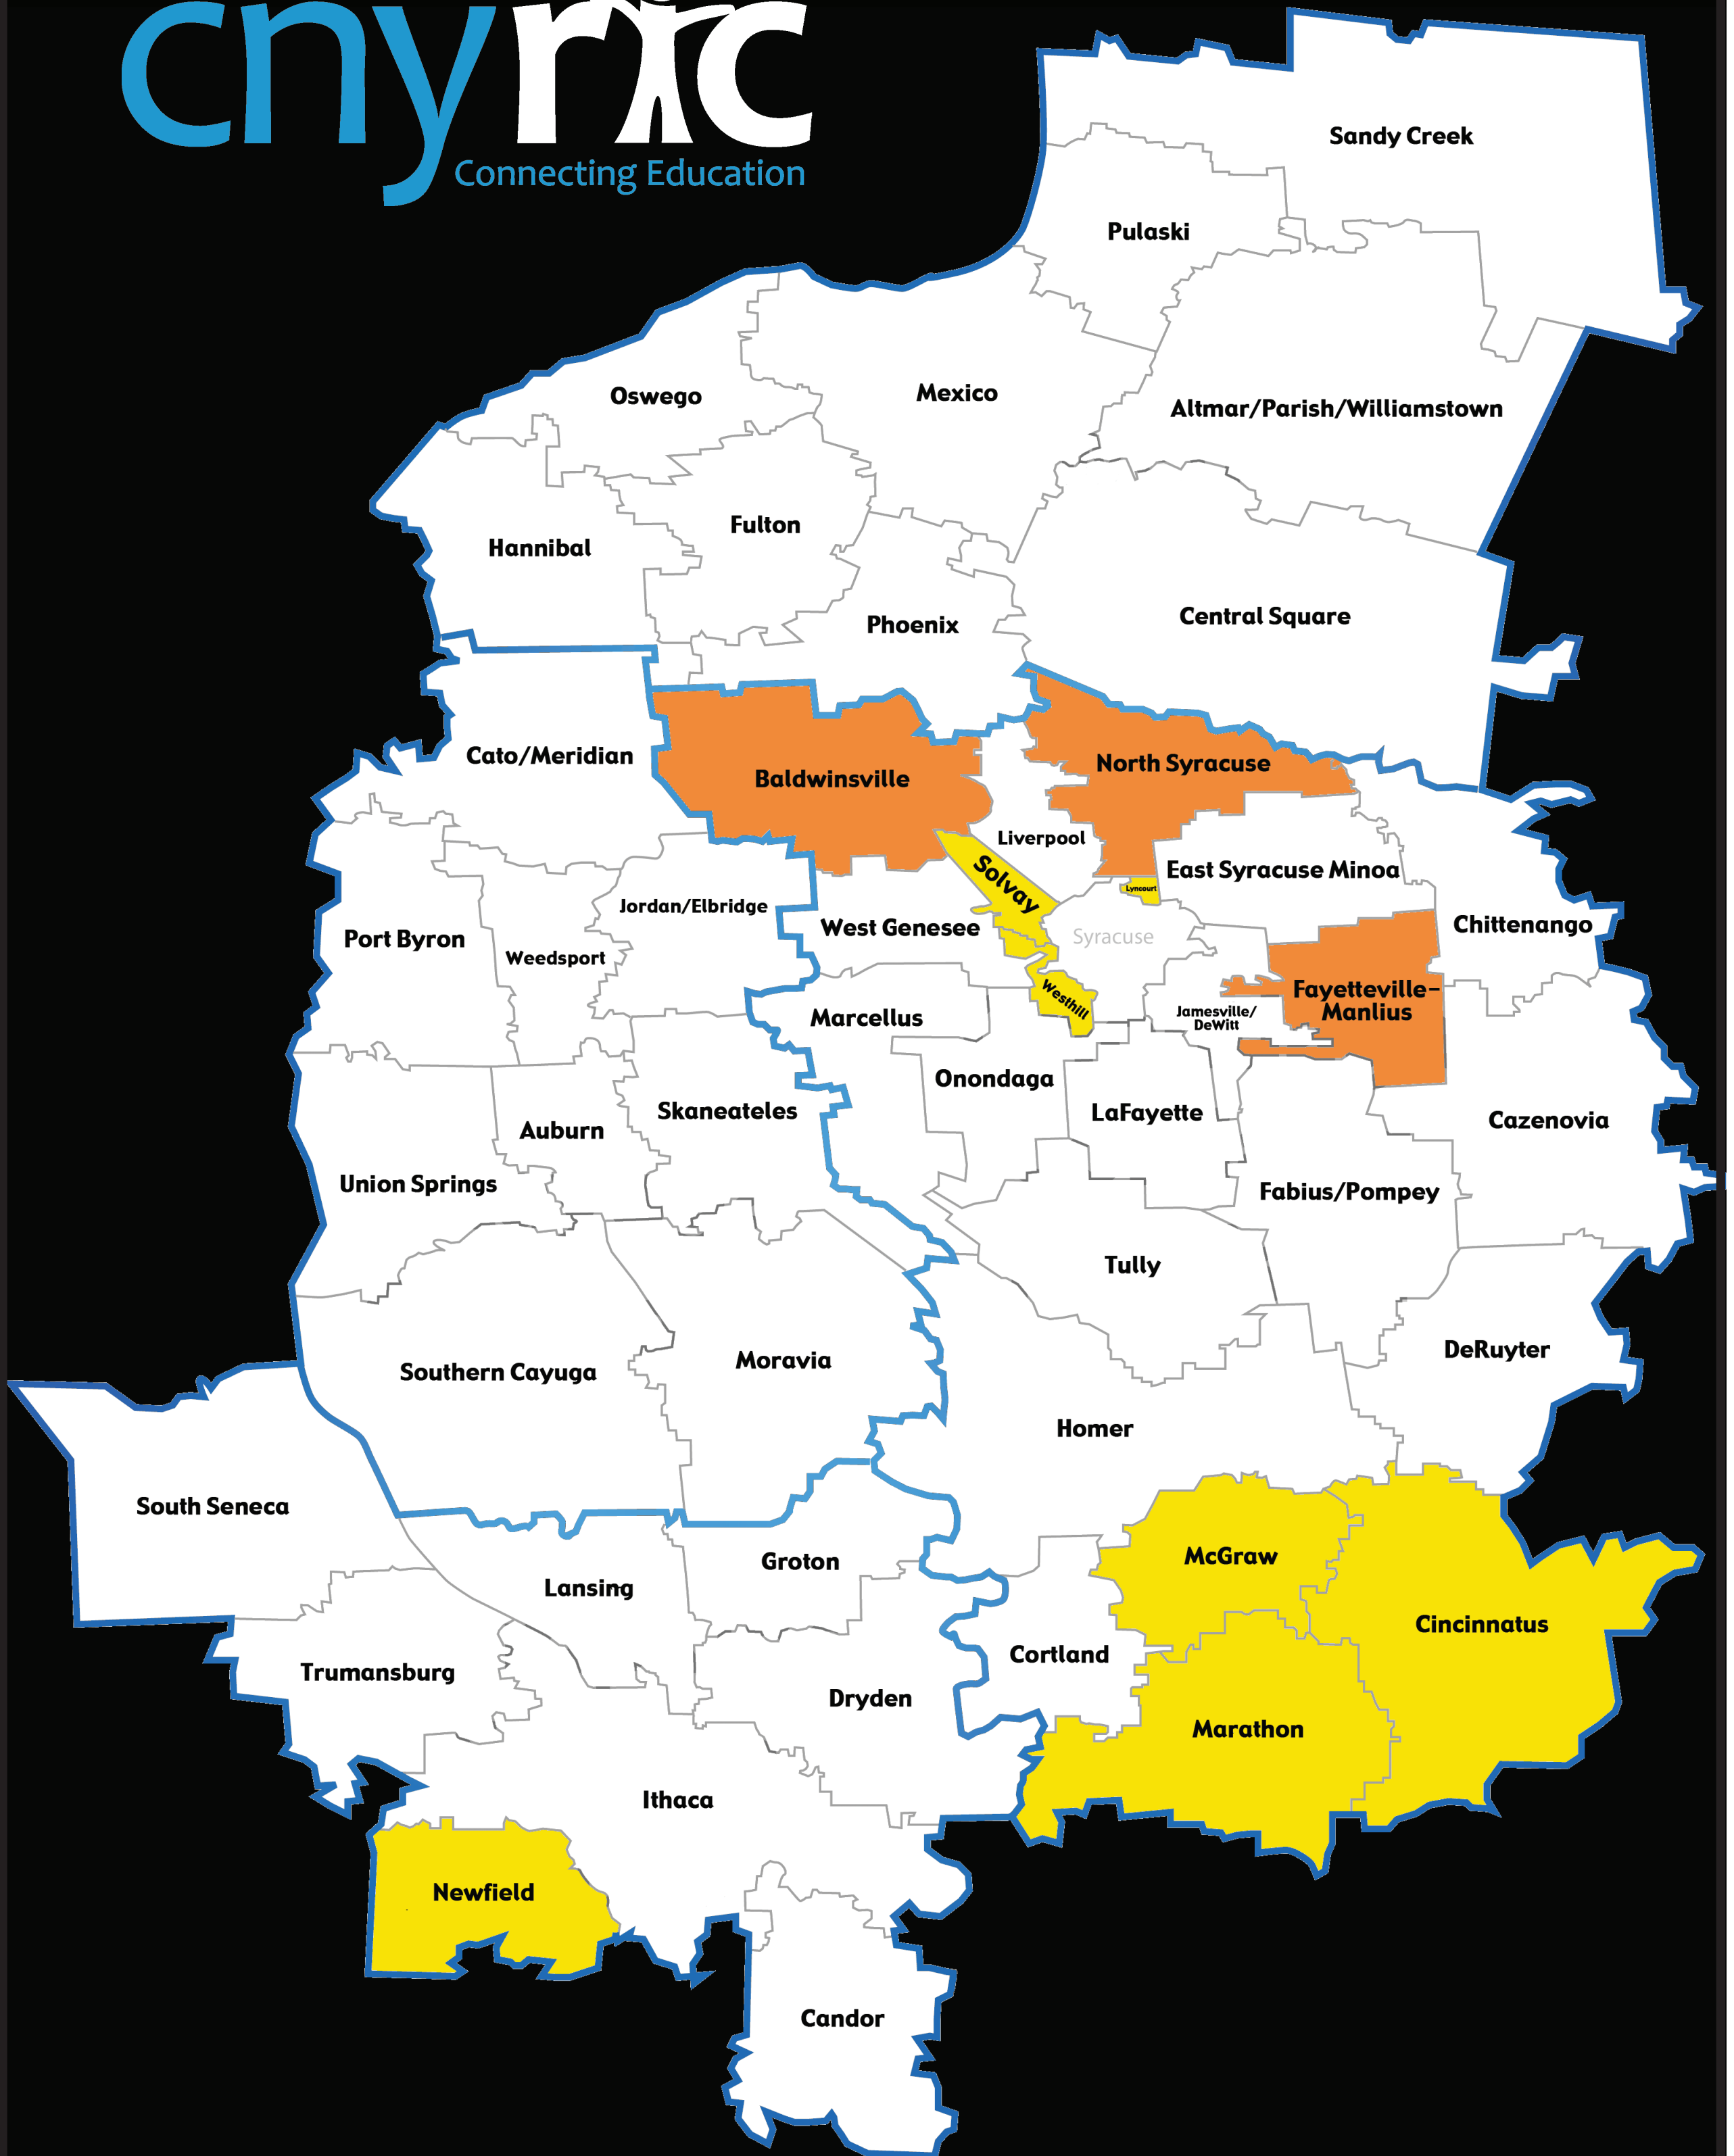 cnyric
Connecting Education
Sandy Creek
Pulaski
Oswego
Mexico
Altmar/Parish/Williamstown
Fulton
Hannibal
Phoenix
Central Square
Cato/Meridian
Baldwinsville
North Syracuse
Liverpool
Solvay
East Syracuse Minoa
Lyncourt
Jordan/Elbridge
West Genesee
Syracuse
Chittenango
Port Byron
Weedsport
Westhill
Fayetteville-
Manlius
Marcellus
Jamesville/
DeWitt
Onondaga
LaFayette
Skaneateles
Cazenovia
Auburn
Union Springs
Fabius/Pompey
Tully
DeRuyter
Moravia
Southern Cayuga
Homer
South Seneca
McGraw
Groton
Lansing
Cincinnatus
Cortland
Trumansburg
Dryden
Marathon
Ithaca
Newfield
Candor